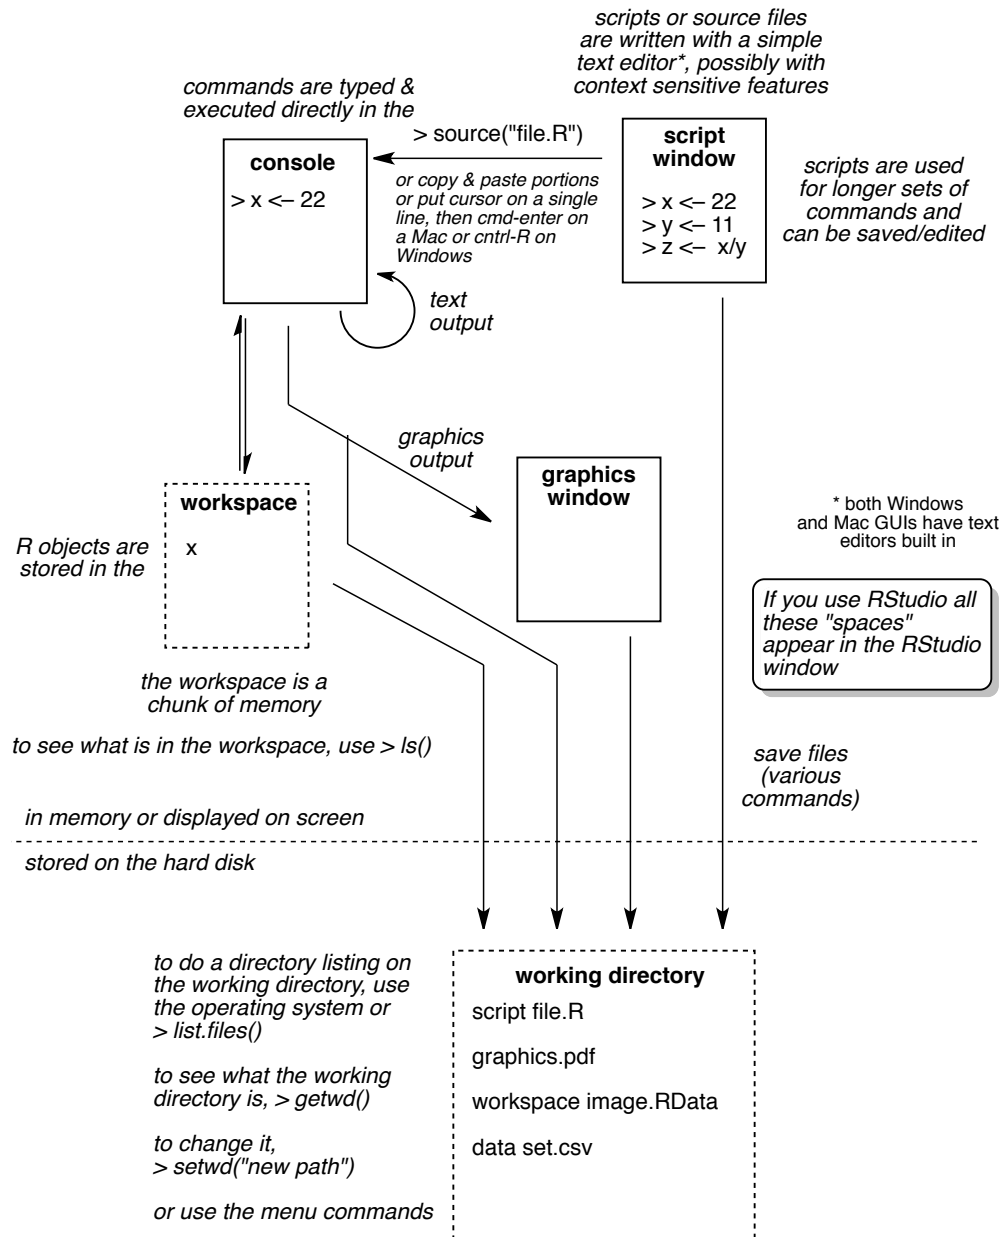 scripts or source files
are written with a simple
text editor*, possibly with
context sensitive features
commands are typed &
executed directly in the
> source("file.R")
console
> x <– 22
or copy & paste portions
or put cursor on a single
line, then cmd-enter on
a Mac or cntrl-R on
Windows
script
window
> x <– 22
> y <– 11
> z <– x/y
scripts are used
for longer sets of
commands and
can be saved/edited
text
output
graphics
output
workspace
x
R objects are
stored in the
graphics
window
* both Windows
and Mac GUIs have text
editors built in
If you use RStudio all
these "spaces"
appear in the RStudio
window
the workspace is a
chunk of memory
to see what is in the workspace, use > ls()
save files
(various
commands)
in memory or displayed on screen
stored on the hard disk
to do a directory listing on
the working directory, use
the operating system or
> list.files()
to see what the working
directory is, > getwd()
to change it,
> setwd("new path")
or use the menu commands
working directory
script file.R
graphics.pdf
workspace image.RData
data set.csv